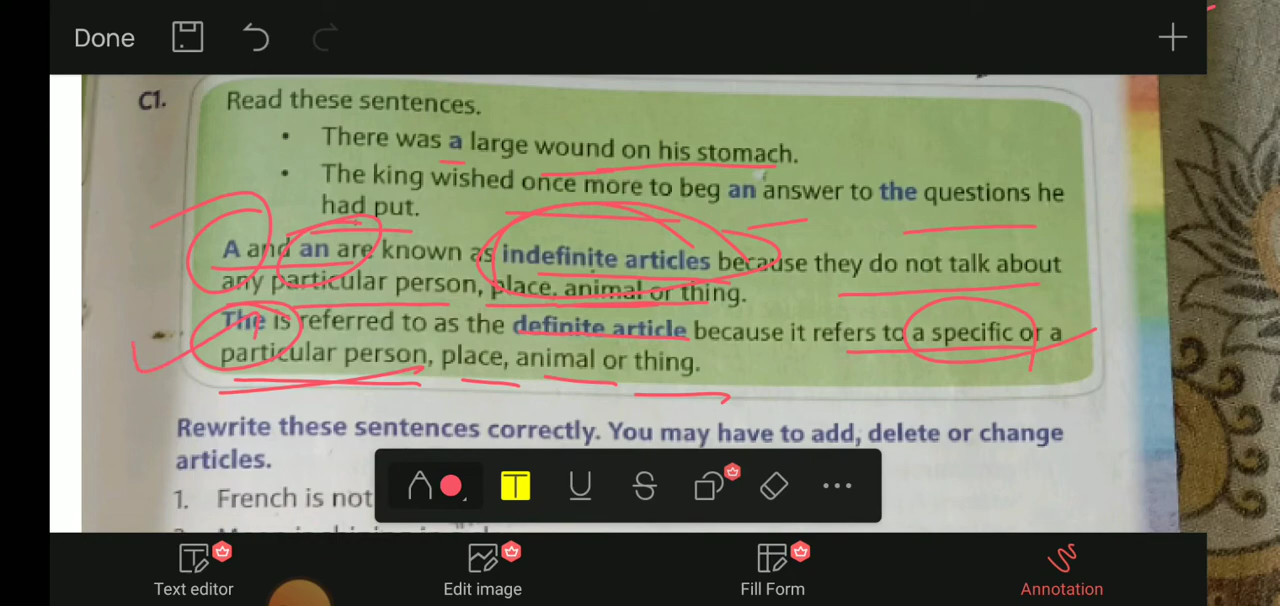 Done
C1. Read these sentences.
• There was a large wound on his stomach.
• The king wished once more to beg an answer to the questions he
had put.
A and an are known as indefinite articles because they do not talk about
any particular person, place, animal or thing.
The is referred to as the definite article because it refers to a specific or a
particular person, place, animal or thing.
Rewrite these sentences correctly. You may have to add, delete or change
articles.
1. French is not
T
U
S
Text editor
Edit image
Fill Form
Annotation